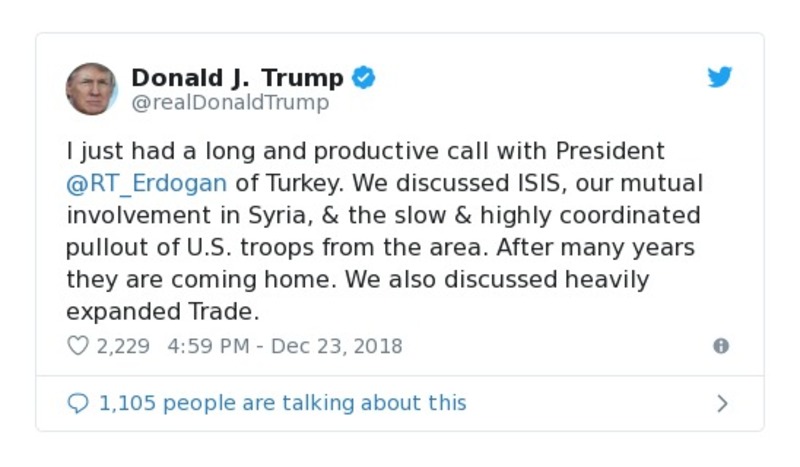 Donald J. Trump
@realDonaldTrump
I just had a long and productive call with President
@RT_Erdogan of Turkey. We discussed ISIS, our mutual
involvement in Syria, & the slow & highly coordinated
pullout of U.S. troops from the area. After many years
they are coming home. We also discussed heavily
expanded Trade.
2,229 4:59 PM - Dec 23, 2018
1,105 people are talking about this